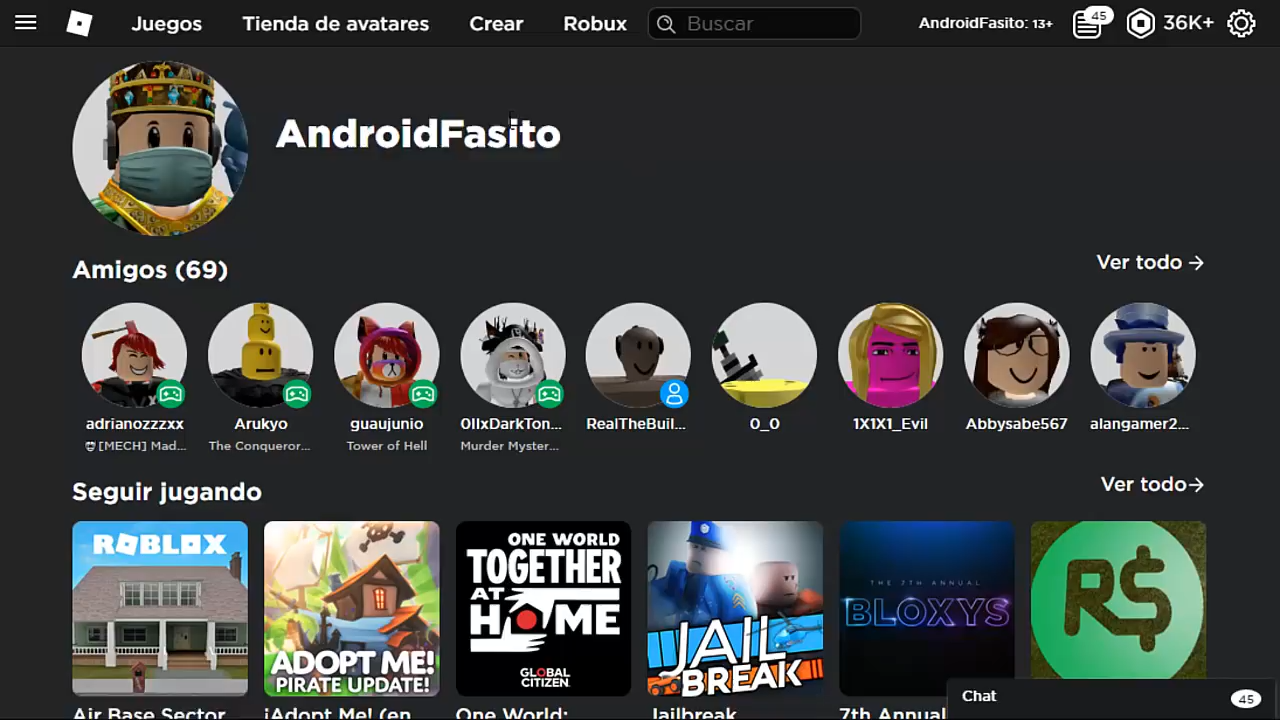 Juegos Tienda de avatares Crear Robux Buscar AndroidFasito: 13+ 45 36K+
AndroidFasito
Amigos (69) Ver todo →
adrianozzzxx Arukyo guaujunio 0IIxDarkTon... RealTheBuil... 0_0 1X1X1_Evil Abbysabe567 alangamer2...
[MECH] Mad... The Conqueror... Tower of Hell Murder Myster...
Seguir jugando Ver todo→
ROBLOX
ADOPT ME!
PIRATE UPDATE!
ONE WORLD
TOGETHER
AT
HOME
GLOBAL
CITIZEN
JAIL
BREAK
THE 7TH ANNUAL
BLOXYS
R$
Air Base Sector ¡Adopt Me! (en One World: Jailbreak 7th Annual
Chat 45